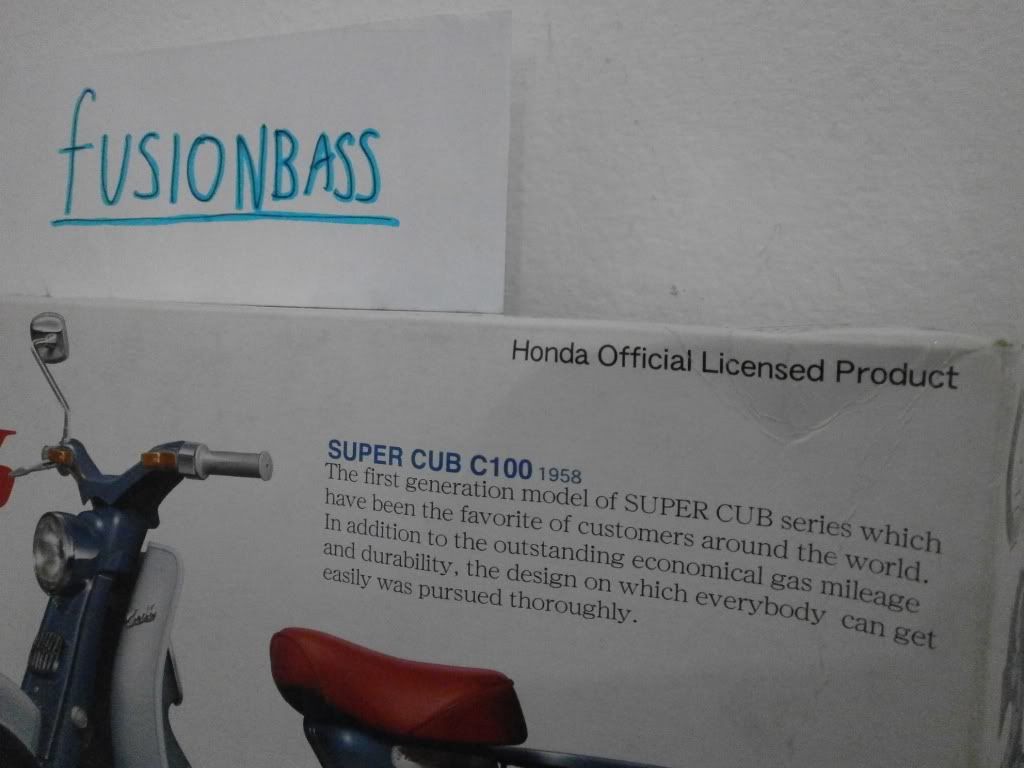 fUSIONBASS
Honda Official Licensed Product
SUPER CUB C100 1958
The first generation model of SUPER CUB series which
have been the favorite of customers around the world.
In addition to the outstanding economical gas mileage
and durability, the design on which everybody can get
easily was pursued thoroughly.